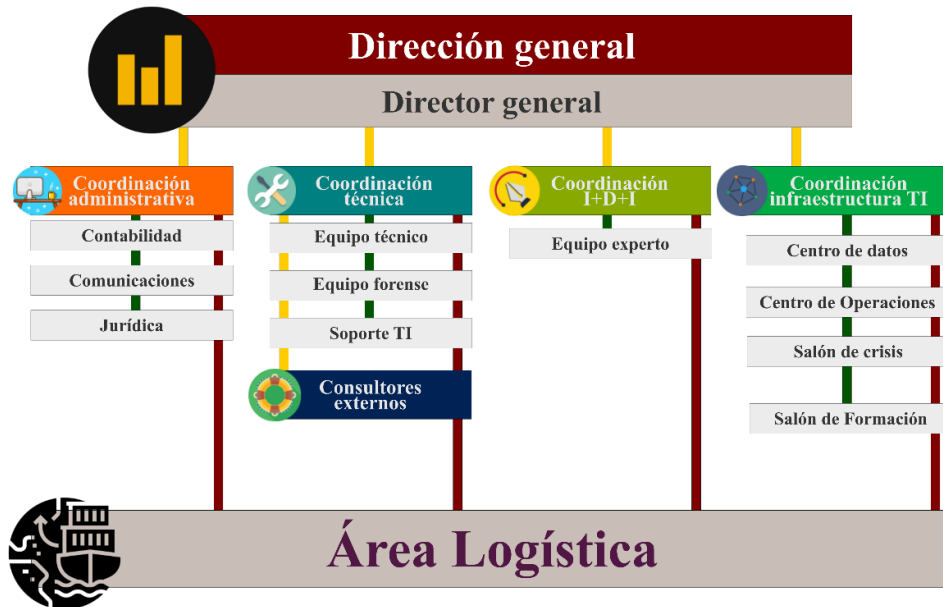 Dirección general
Director general
Coordinación
administrativa
Contabilidad
Comunicaciones
Jurídica
Coordinación
técnica
Equipo técnico
Equipo forense
Soporte TI
Consultores
externos
Coordinación
I+D+I
Equipo experto
Coordinación
infraestructura TI
Centro de datos
Centro de Operaciones
Salón de crisis
Salón de Formación
Área Logística